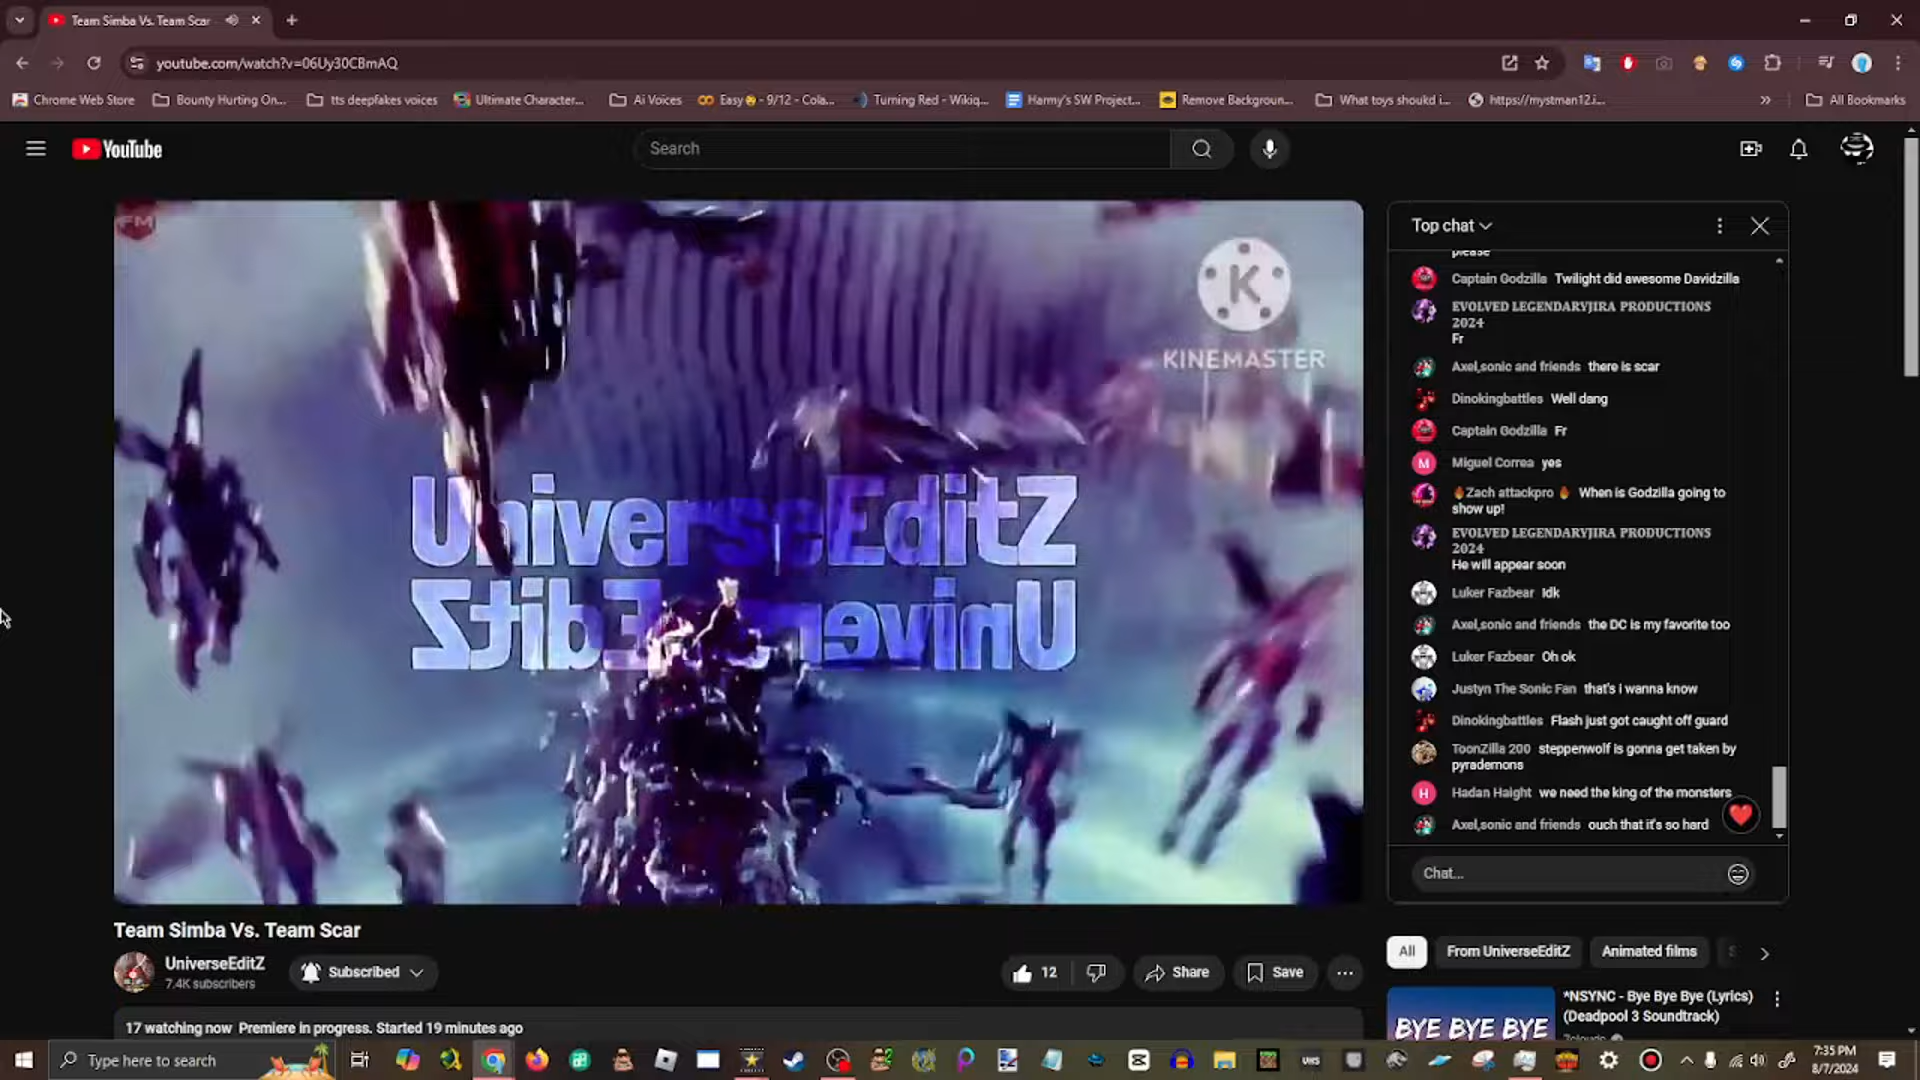 Team Simba Vs. Team Scar
youtube.com/watch?v=06Uy30CBmAQ
Chrome Web Store
Bounty Hurting On...
tts deepfakes voices
Ultimate Character...
Ai Voices
Easy - 9/12 - Cola...
Turning Red - Wikiq...
Harmy's SW Project...
Remove Backgroun...
What toys shoukd i...
https://mystman12.i...
All Bookmarks
YouTube
Search
FM
K
KINEMASTER
UniverseEditZ
UniverseEditZ
Top chat
please
Captain Godzilla Twilight did awesome Davidzilla
EVOLVED LEGENDARYJIRA PRODUCTIONS
2024
Fr
Axel,sonic and friends there is scar
Dinokingbattles Well dang
Captain Godzilla Fr
M
Miguel Correa yes
🔥Zach attackpro🔥 When is Godzilla going to
show up!
EVOLVED LEGENDARYJIRA PRODUCTIONS
2024
He will appear soon
Luker Fazbear Idk
Axel,sonic and friends the DC is my favorite too
Luker Fazbear Oh ok
Justyn The Sonic Fan that's i wanna know
Dinokingbattles Flash just got caught off guard
ToonZilla 200 steppenwolf is gonna get taken by
pyrademons
H
Hadan Haight we need the king of the monsters
Axel,sonic and friends ouch that it's so hard
Chat...
Team Simba Vs. Team Scar
UniverseEditZ
7.4K subscribers
Subscribed
12
Share
Save
17 watching now Premiere in progress. Started 19 minutes ago
All
From UniverseEditZ
Animated films
*NSYNC - Bye Bye Bye (Lyrics)
(Deadpool 3 Soundtrack)
BYE BYE BYE
Type here to search
VHS
7:35 PM
8/7/2024